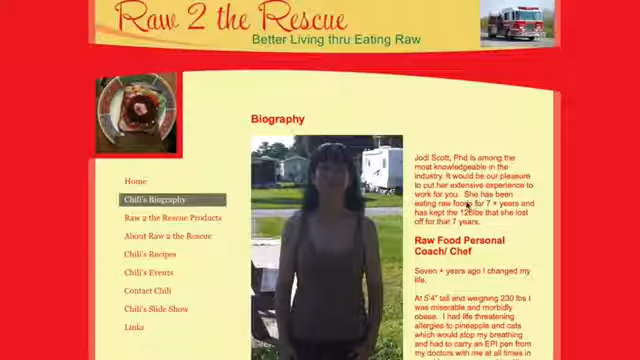 Raw 2 the Rescue
Better Living thru Eating Raw
Biography
Home
Chili's Biography
Raw 2 the Rescue Products
About Raw 2 the Rescue
Chili's Recipes
Chili's Events
Contact Chili
Chili's Slide Show
Links
Jodi Scott, Phd is among the
most knowledgeable in the
industry. It would be our pleasure
to put her extensive experience to
work for you. She has been
eating raw foods for 7 + years and
has kept the 126lbs that she lost
off for that 7 years.
Raw Food Personal
Coach/ Chef
Seven + years ago I changed my
life.
At 5'4" tall and weighing 230 lbs I
was miserable and morbidly
obese. I had life threatening
allergies to pineapple and cats
which would stop my breathing
and had to carry an EPI pen from
my doctors with me at all times in